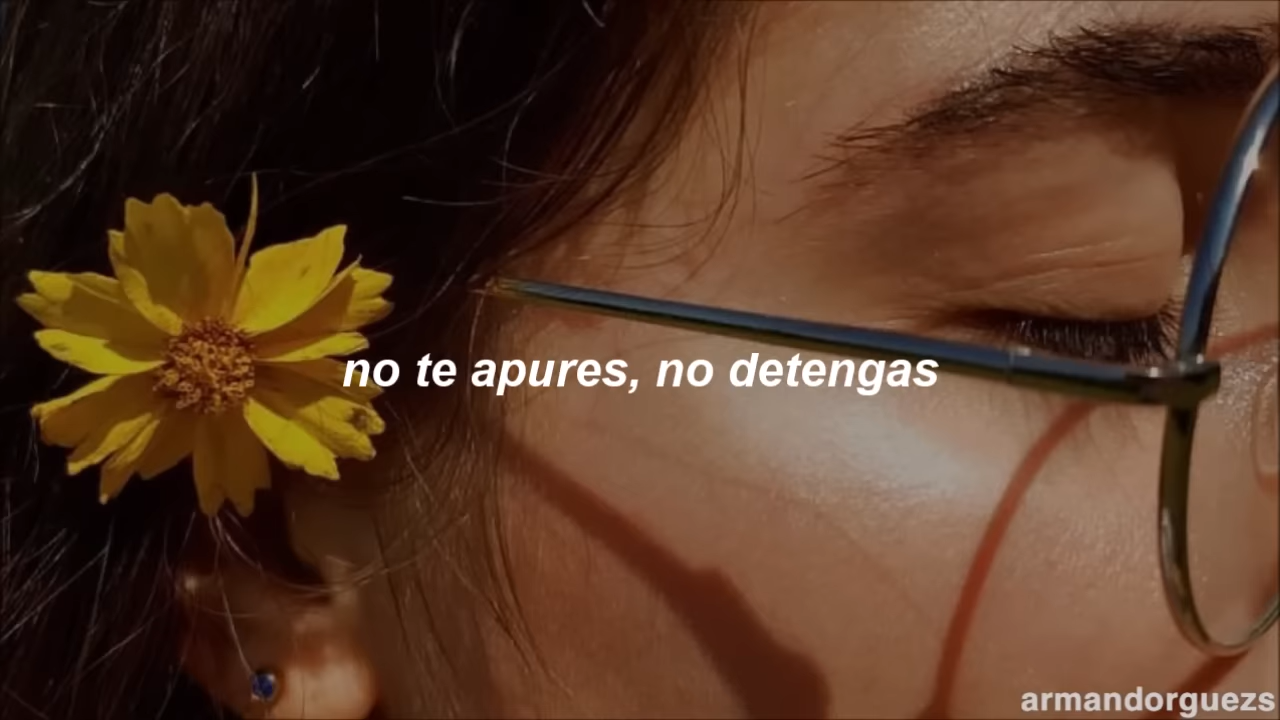 no te apures, no detengas
armandorguezs